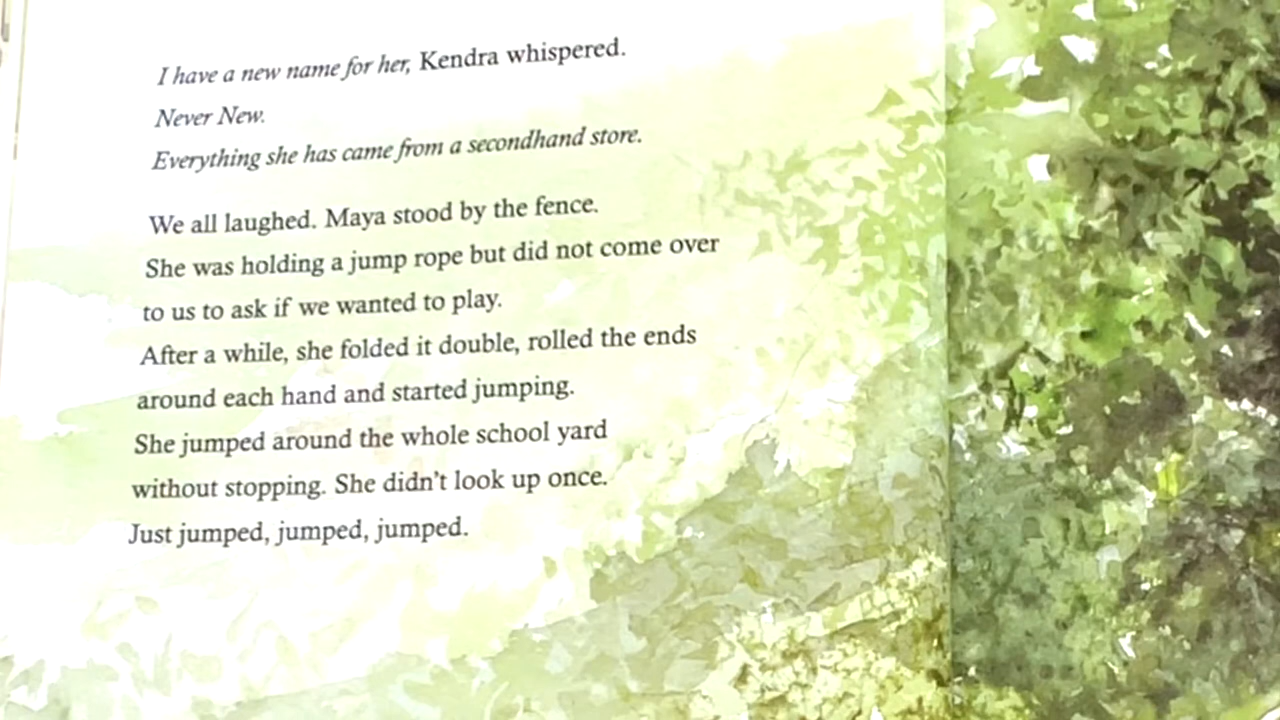 I have a new name for her, Kendra whispered.
Never New.
Everything she has came from a secondhand store.
We all laughed. Maya stood by the fence.
She was holding a jump rope but did not come over
to us to ask if we wanted to play.
After a while, she folded it double, rolled the ends
around each hand and started jumping.
She jumped around the whole school yard
without stopping. She didn't look up once.
Just jumped, jumped, jumped.